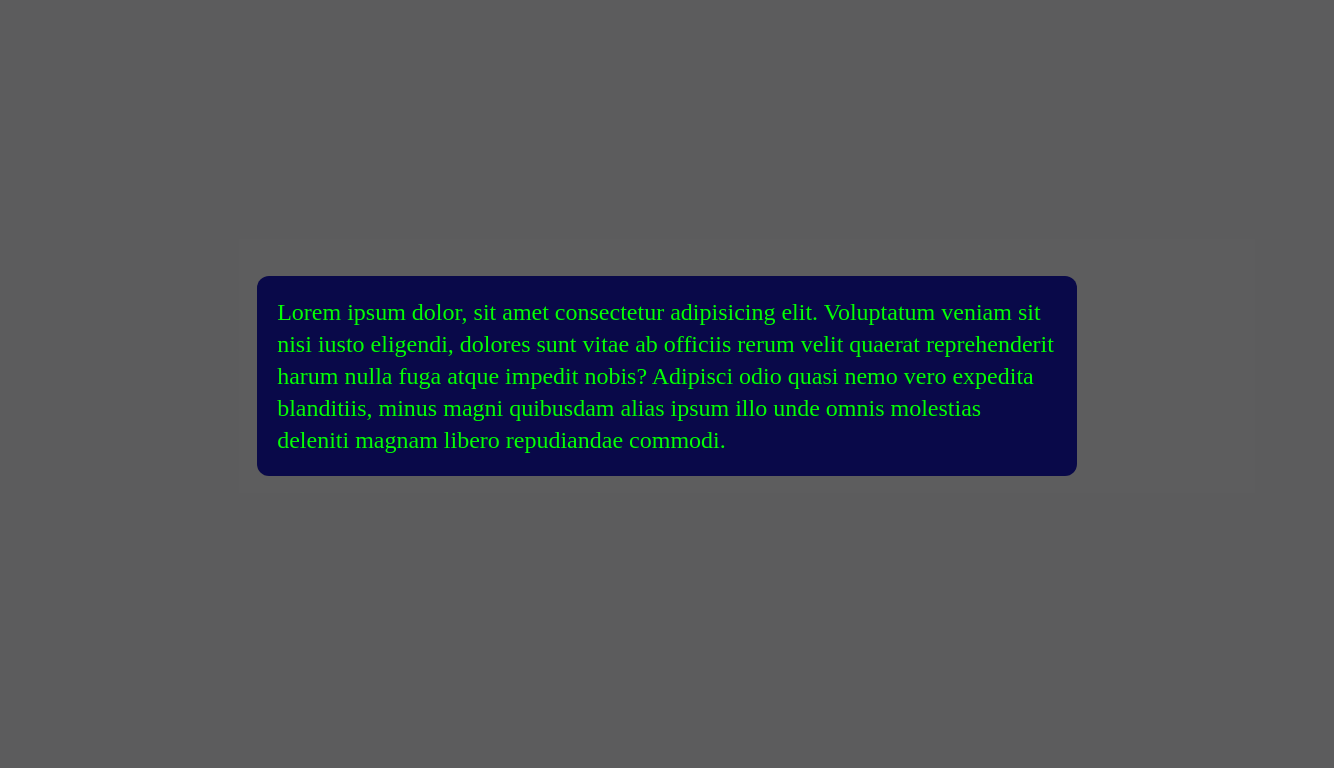 Lorem ipsum dolor, sit amet consectetur adipisicing elit. Voluptatum veniam sit
nisi iusto eligendi, dolores sunt vitae ab officiis rerum velit quaerat reprehenderit
harum nulla fuga atque impedit nobis? Adipisci odio quasi nemo vero expedita
blanditiis, minus magni quibusdam alias ipsum illo unde omnis molestias
deleniti magnam libero repudiandae commodi.